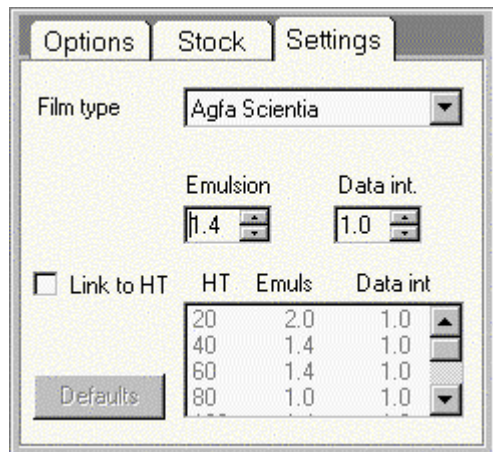 Options Stock Settings
Film type Agfa Scientia
Emulsion Data int.
1.4 1.0
Link to HT HT Emuls Data int
20 2.0 1.0
40 1.4 1.0
60 1.4 1.0
Defaults 80 1.0 1.0